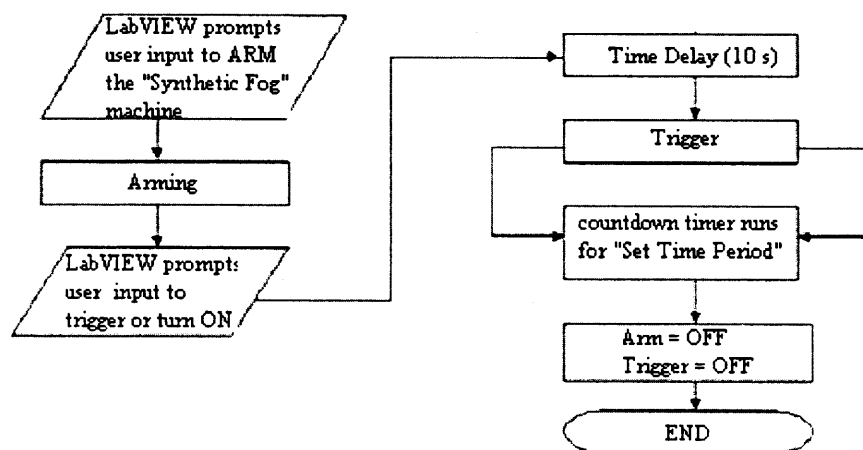 LabVIEW prompts
user input to ARM
the "Synthetic Fog"
machine
Arming
LabVIEW prompts
user input to
trigger or turn ON
Time Delay (10 s)
Trigger
countdown timer runs
for "Set Time Period"
Arm = OFF
Trigger = OFF
END